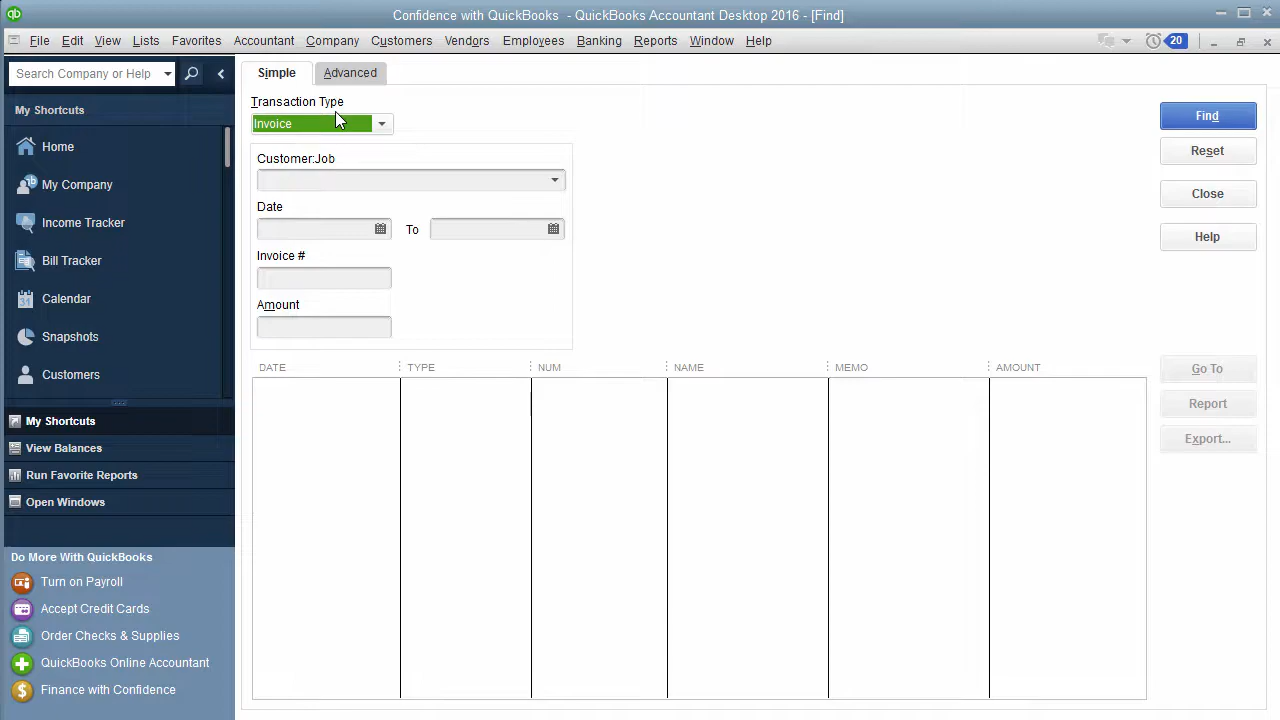 qb
Confidence with QuickBooks - QuickBooks Accountant Desktop 2016 - [Find]
File Edit View Lists Favorites Accountant Company Customers Vendors Employees Banking Reports Window Help
20
Search Company or Help
My Shortcuts
Home
My Company
Income Tracker
Bill Tracker
31
Calendar
Snapshots
Customers
My Shortcuts
View Balances
Run Favorite Reports
Open Windows
Do More With QuickBooks
Turn on Payroll
Accept Credit Cards
Order Checks & Supplies
QuickBooks Online Accountant
$
Finance with Confidence
Simple
Advanced
Transaction Type
Invoice
Customer:Job
Date
To
Invoice #
Amount
Find
Reset
Close
Help
DATE TYPE NUM NAME MEMO AMOUNT
Go To
Report
Export...